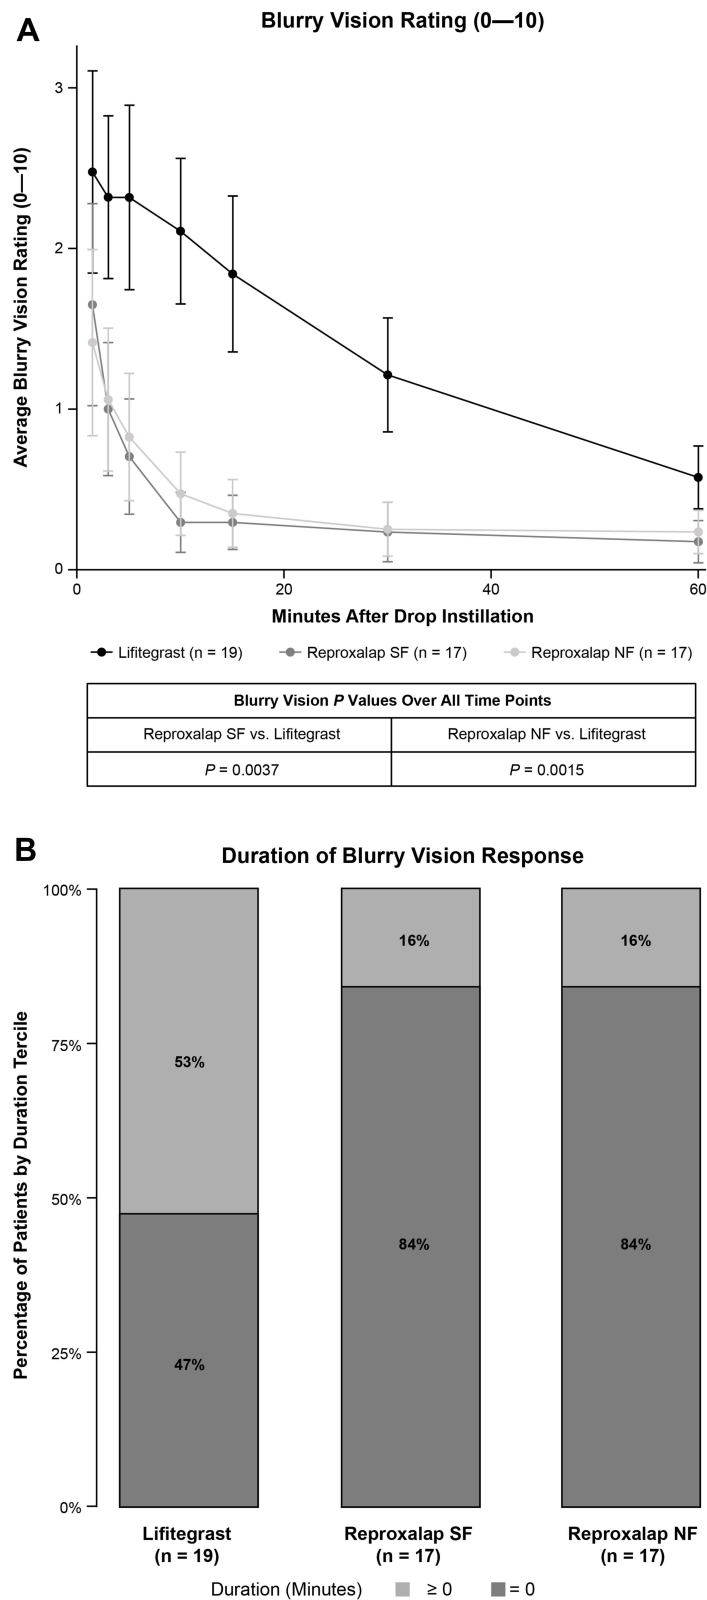 A
Blurry Vision Rating (0—10)
Average Blurry Vision Rating (0—10)
3
2
1
0
0 20 40 60
Minutes After Drop Instillation
Lifitegrast (n = 19) Reproxalap SF (n = 17) Reproxalap NF (n = 17)
Blurry Vision P Values Over All Time Points
Reproxalap SF vs. Lifitegrast Reproxalap NF vs. Lifitegrast
P = 0.0037 P = 0.0015
B
Duration of Blurry Vision Response
Percentage of Patients by Duration Tercile
100%
75%
50%
25%
0%
16% 16%
53%
84% 84%
47%
Lifitegrast Reproxalap SF Reproxalap NF
(n = 19) (n = 17) (n = 17)
Duration (Minutes) ≥ 0 = 0